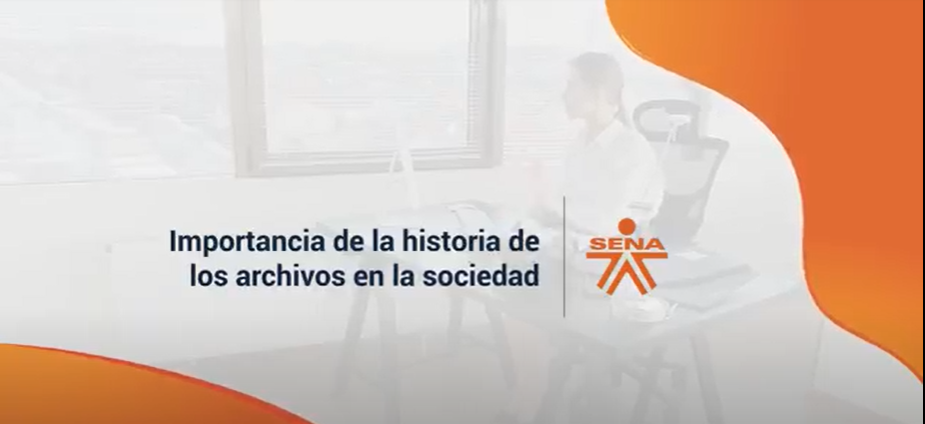 Importancia de la historia de
los archivos en la sociedad
SENA